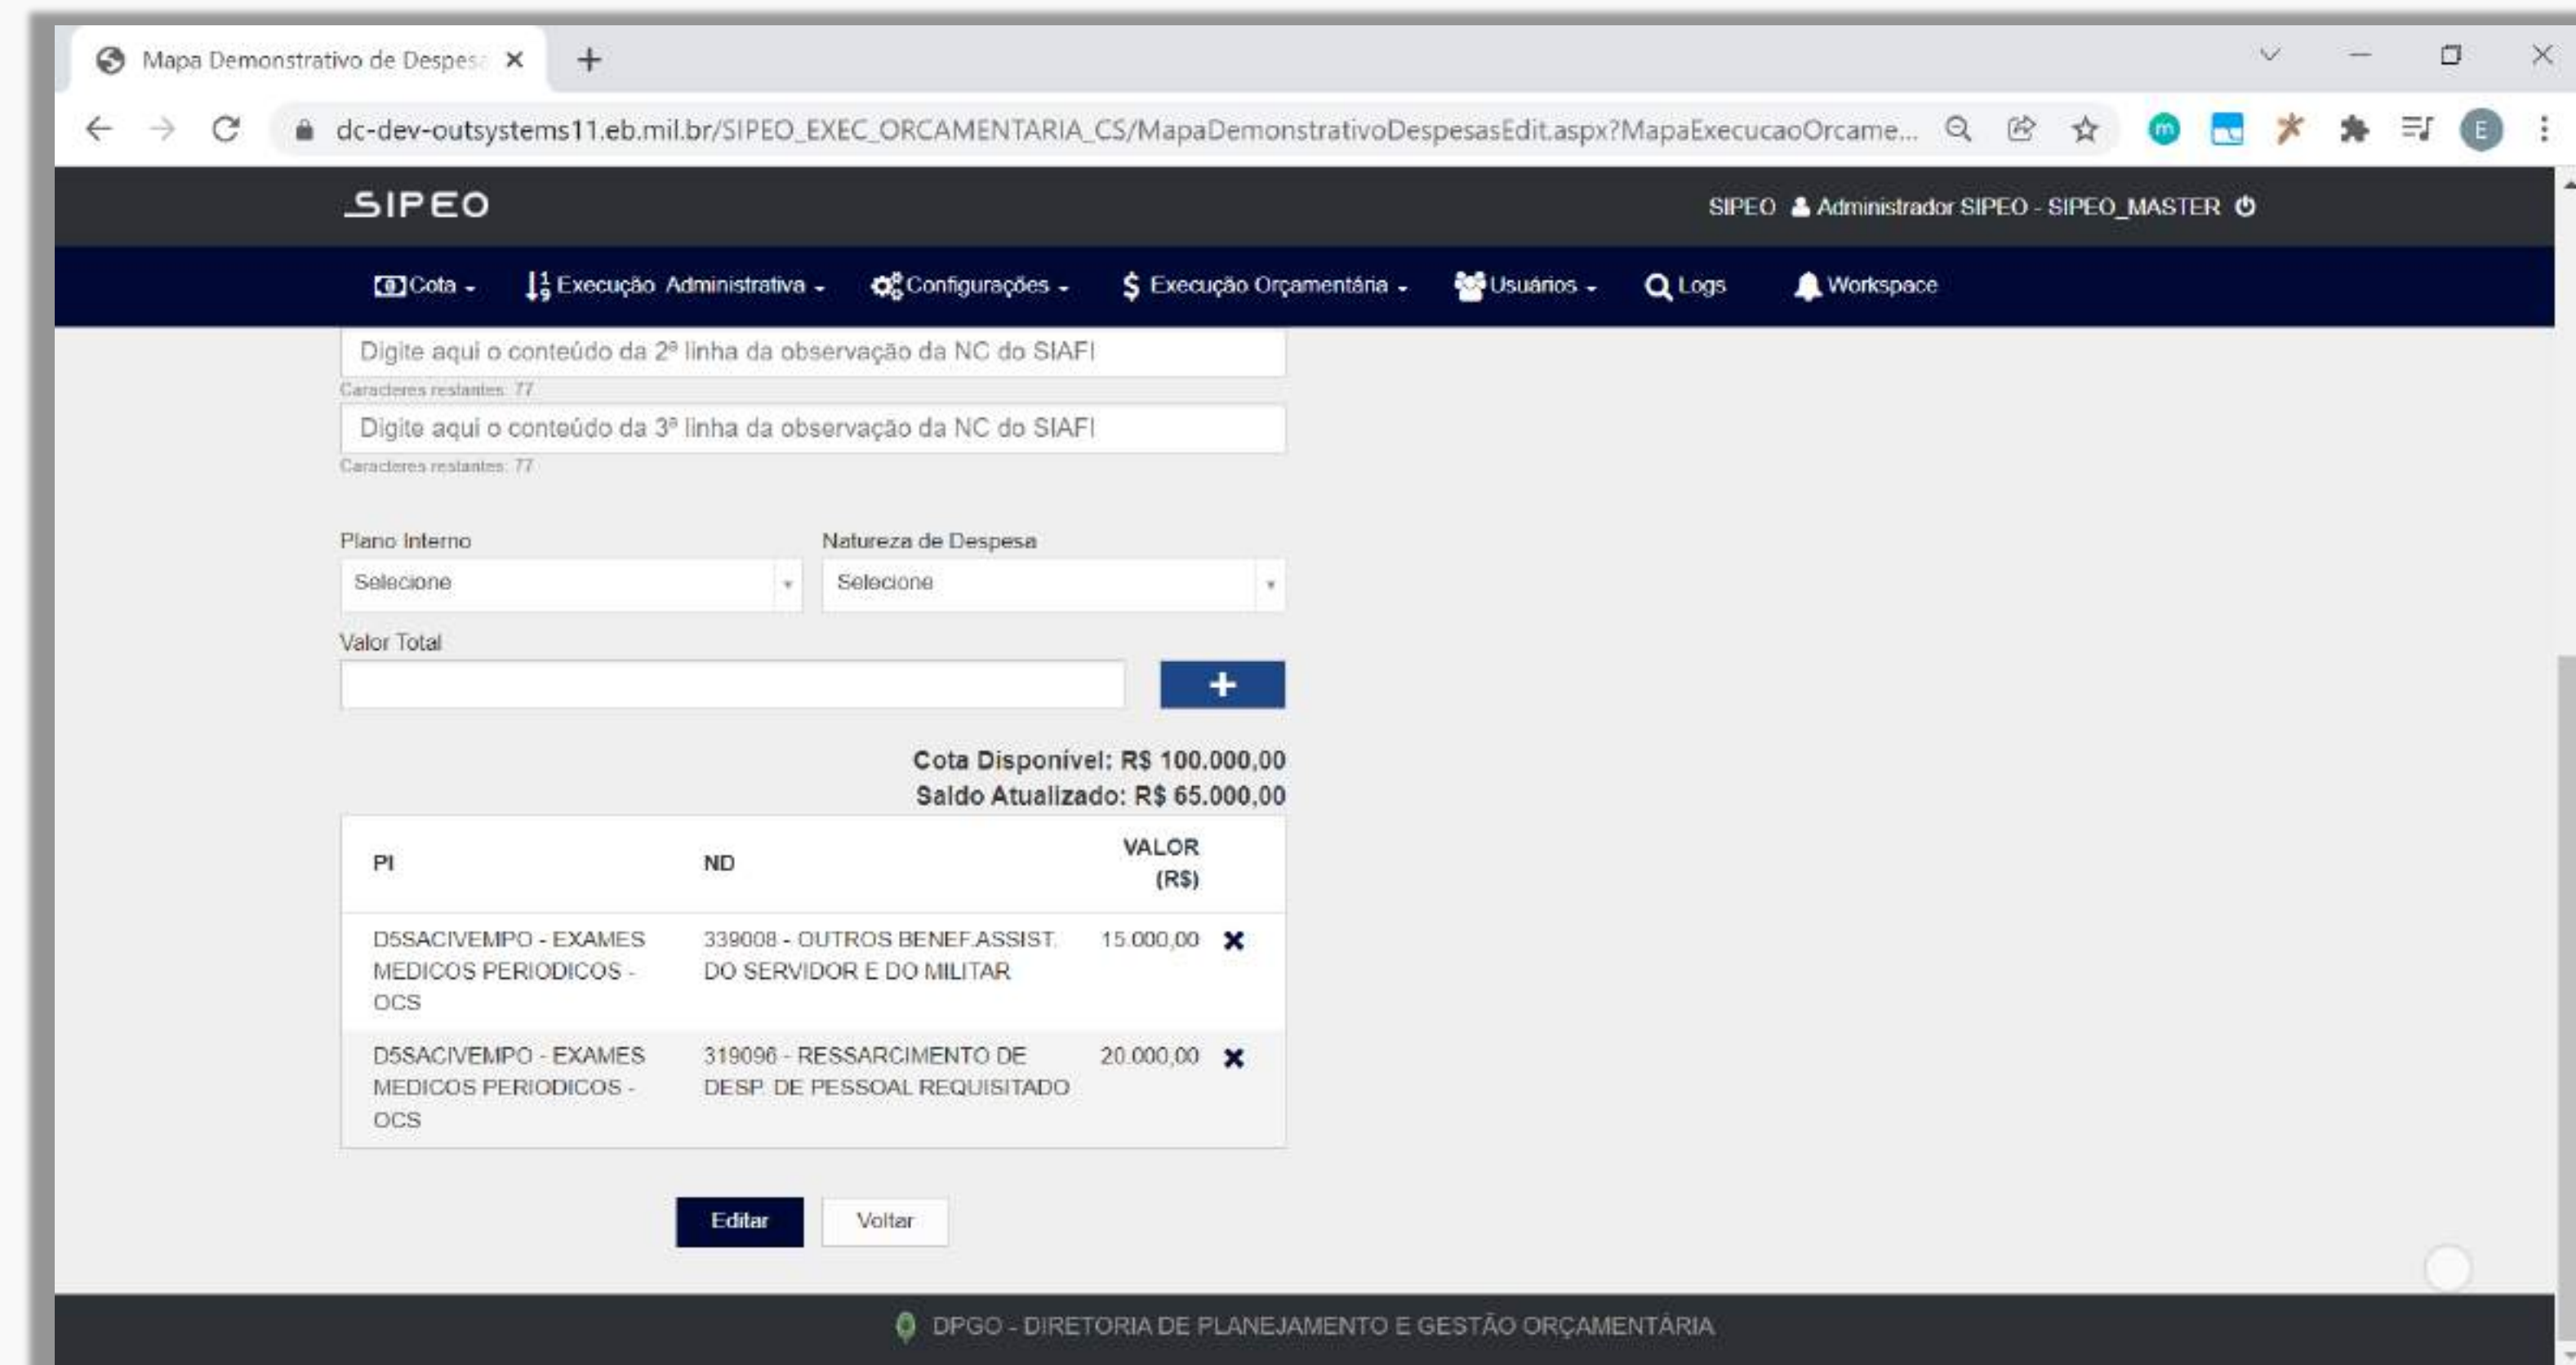 Mapa Demonstrativo de Despesa
dc-dev-outsystems11.eb.mil.br/SIPEO_EXEC_ORCAMENTARIA_CS/MapaDemonstrativoDespesasEdit.aspx?MapaExecucaoOrcame...
m
E
SIPEO
SIPEO Administrador SIPEO - SIPEO_MASTER
Cota
Execução Administrativa
Configurações
$ Execução Orçamentária
Usuários
Logs
Workspace
Digite aqui o conteúdo da 2ª linha da observação da NC do SIAFI
Caracteres restantes: 77
Digite aqui o conteúdo da 3ª linha da observação da NC do SIAFI
Caracteres restantes: 77
Plano Interno
Natureza de Despesa
Selecione
Selecione
Valor Total
+
Cota Disponível: R$ 100.000,00
Saldo Atualizado: R$ 65.000,00
PI
ND
VALOR
(R$)
D5SACIVEMPO - EXAMES
MEDICOS PERIODICOS -
OCS
339008 - OUTROS BENEF.ASSIST.
DO SERVIDOR E DO MILITAR
15.000,00
D5SACIVEMPO - EXAMES
MEDICOS PERIODICOS -
OCS
319096 - RESSARCIMENTO DE
DESP. DE PESSOAL REQUISITADO
20.000,00
Editar
Voltar
DPGO - DIRETORIA DE PLANEJAMENTO E GESTÃO ORÇAMENTÁRIA